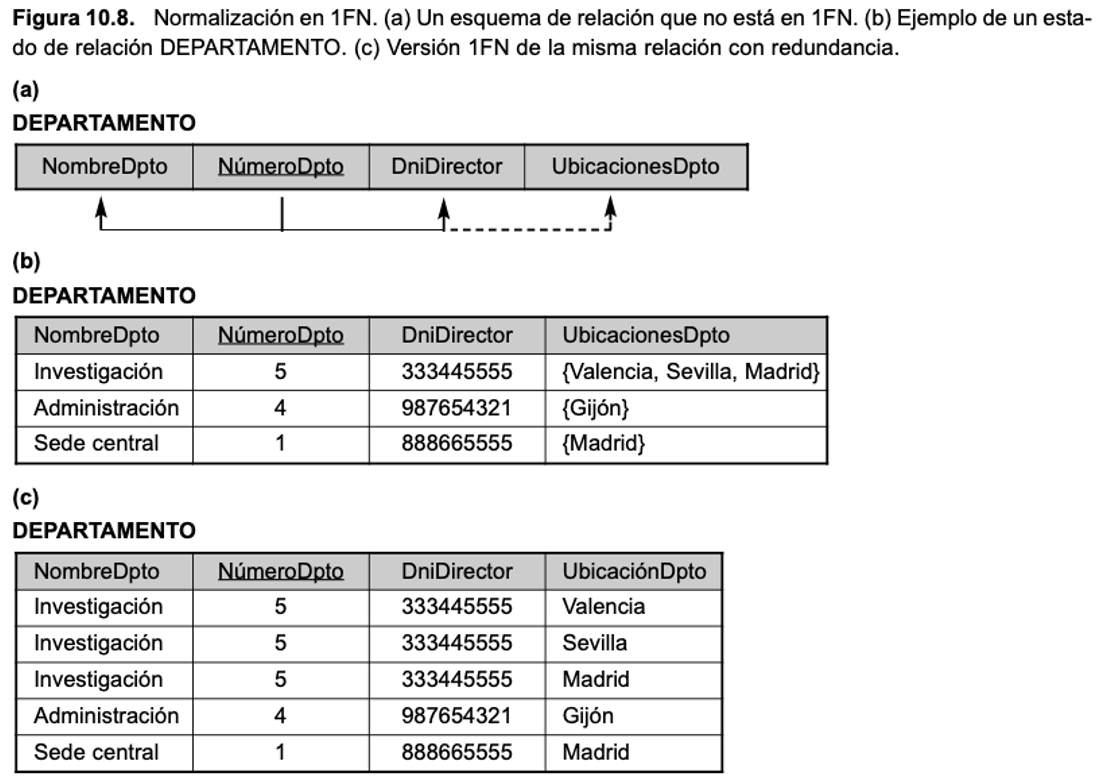 Figura 10.8. Normalización en 1FN. (a) Un esquema de relación que no está en 1FN. (b) Ejemplo de un esta-
do de relación DEPARTAMENTO. (c) Versión 1FN de la misma relación con redundancia.
(a)
DEPARTAMENTO
NombreDpto NúmeroDpto DniDirector UbicacionesDpto
(b)
DEPARTAMENTO
NombreDpto NúmeroDpto DniDirector UbicacionesDpto
Investigación 5 333445555 {Valencia, Sevilla, Madrid}
Administración 4 987654321 {Gijón}
Sede central 1 888665555 {Madrid}
(c)
DEPARTAMENTO
NombreDpto NúmeroDpto DniDirector UbicaciónDpto
Investigación 5 333445555 Valencia
Investigación 5 333445555 Sevilla
Investigación 5 333445555 Madrid
Administración 4 987654321 Gijón
Sede central 1 888665555 Madrid